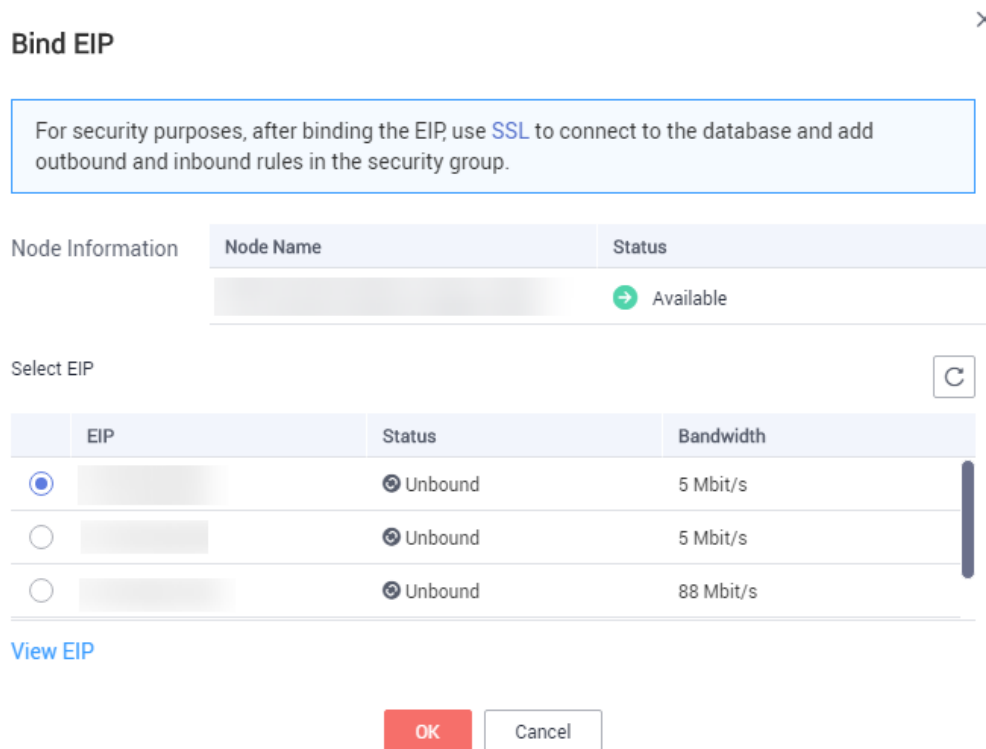 Bind EIP
For security purposes, after binding the EIP, use SSL to connect to the database and add
outbound and inbound rules in the security group.
Node Information
Node Name Status
Available
Select EIP
EIP Status Bandwidth
Unbound 5 Mbit/s
Unbound 5 Mbit/s
Unbound 88 Mbit/s
View EIP
OK Cancel